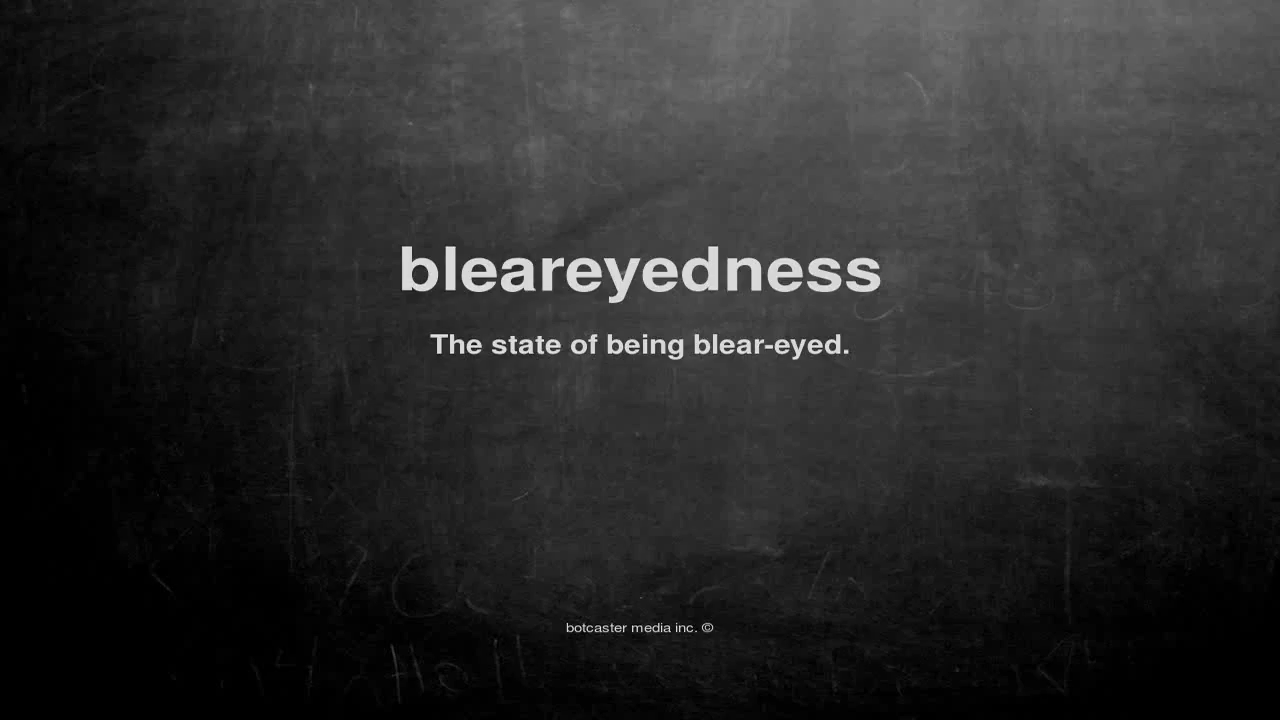 bleareyedness
The state of being blear-eyed.
botcaster media inc. ©